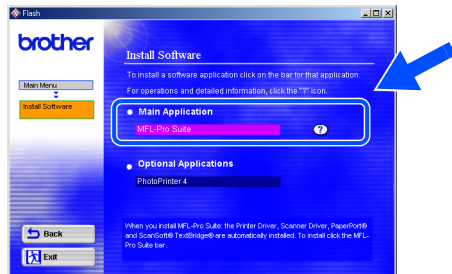 Flash
brother
Install Software
To install a software application click on the bar for that application.
For operations and detailed information, click the "?" icon.
Main Menu
Install Software
Main Application
MFL-Pro Suite
?
Optional Applications
PhotoPrinter 4
Back
Exit
When you install MFL-Pro Suite: the Printer Driver, Scanner Driver, PaperPort®
and ScanSoft® TextBridge® are automatically installed. To install click the MFL-
Pro Suite bar.